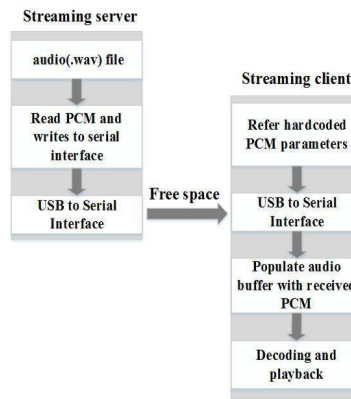 Streaming server
audio(.wav) file
Read PCM and
writes to serial
interface
USB to Serial
Interface
Free space
Streaming client
Refer hardcoded
PCM parameters
USB to Serial
Interface
Populate audio
buffer with received
PCM
Decoding and
playback